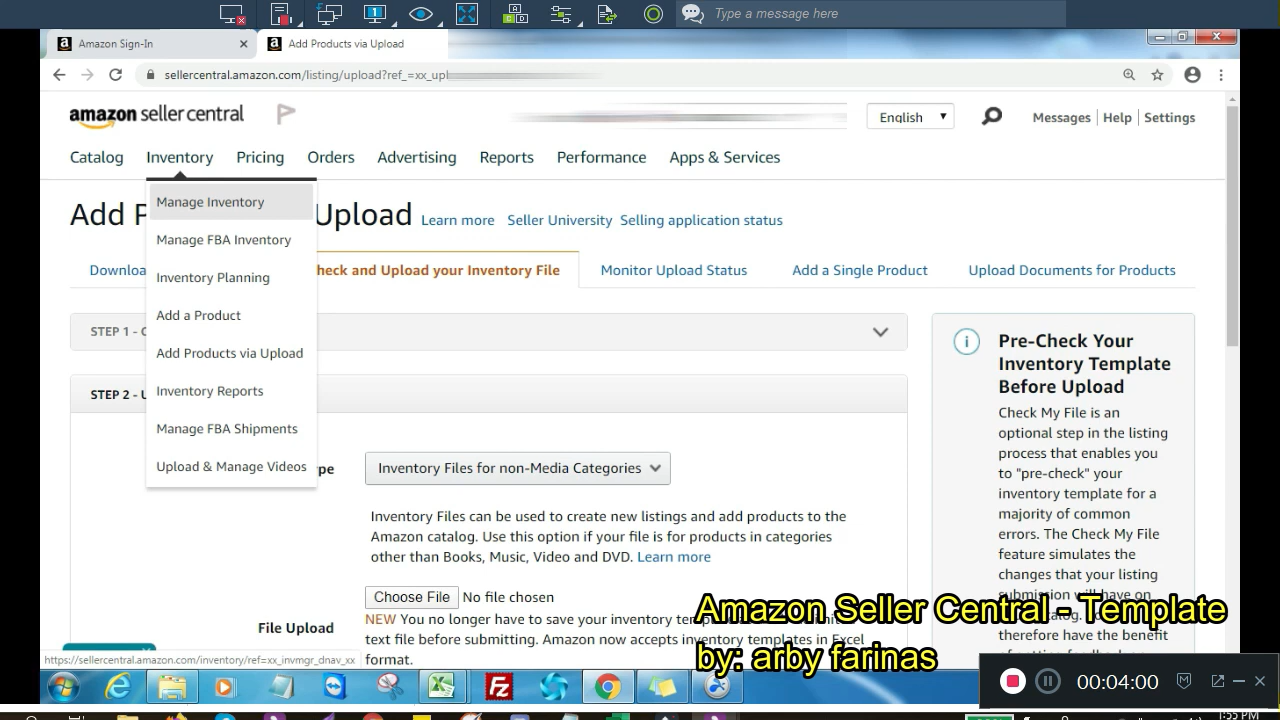 Type a message here
Amazon Sign-In
Add Products via Upload
sellercentral.amazon.com/listing/upload?ref_=xx_upl
amazon seller central
English
Messages | Help | Settings
Catalog Inventory Pricing Orders Advertising Reports Performance Apps & Services
Add P Upload Learn more Seller University Selling application status
Manage Inventory
Manage FBA Inventory
Inventory Planning
Add a Product
Add Products via Upload
Inventory Reports
Manage FBA Shipments
Upload & Manage Videos
Downloa heck and Upload your Inventory File Monitor Upload Status Add a Single Product Upload Documents for Products
STEP 1 -
STEP 2 - U
pe
Inventory Files for non-Media Categories
Inventory Files can be used to create new listings and add products to the
Amazon catalog. Use this option if your file is for products in categories
other than Books, Music, Video and DVD. Learn more
Choose File No file chosen
File Upload
NEW You no longer have to save your inventory
text file before submitting. Amazon now accepts inventory templates in Excel
format.
Pre-Check Your
Inventory Template
Before Upload
Check My File is an
optional step in the listing
process that enables you
to "pre-check" your
inventory template for a
majority of common
errors. The Check My File
feature simulates the
changes that your listing
submission will have on
therefore have the benefit
Amazon Seller Central - Template
by: arby farinas
https://sellercentral.amazon.com/inventory/ref=xx_invmgr_dnav_xx
00:04:00
1:55 PM